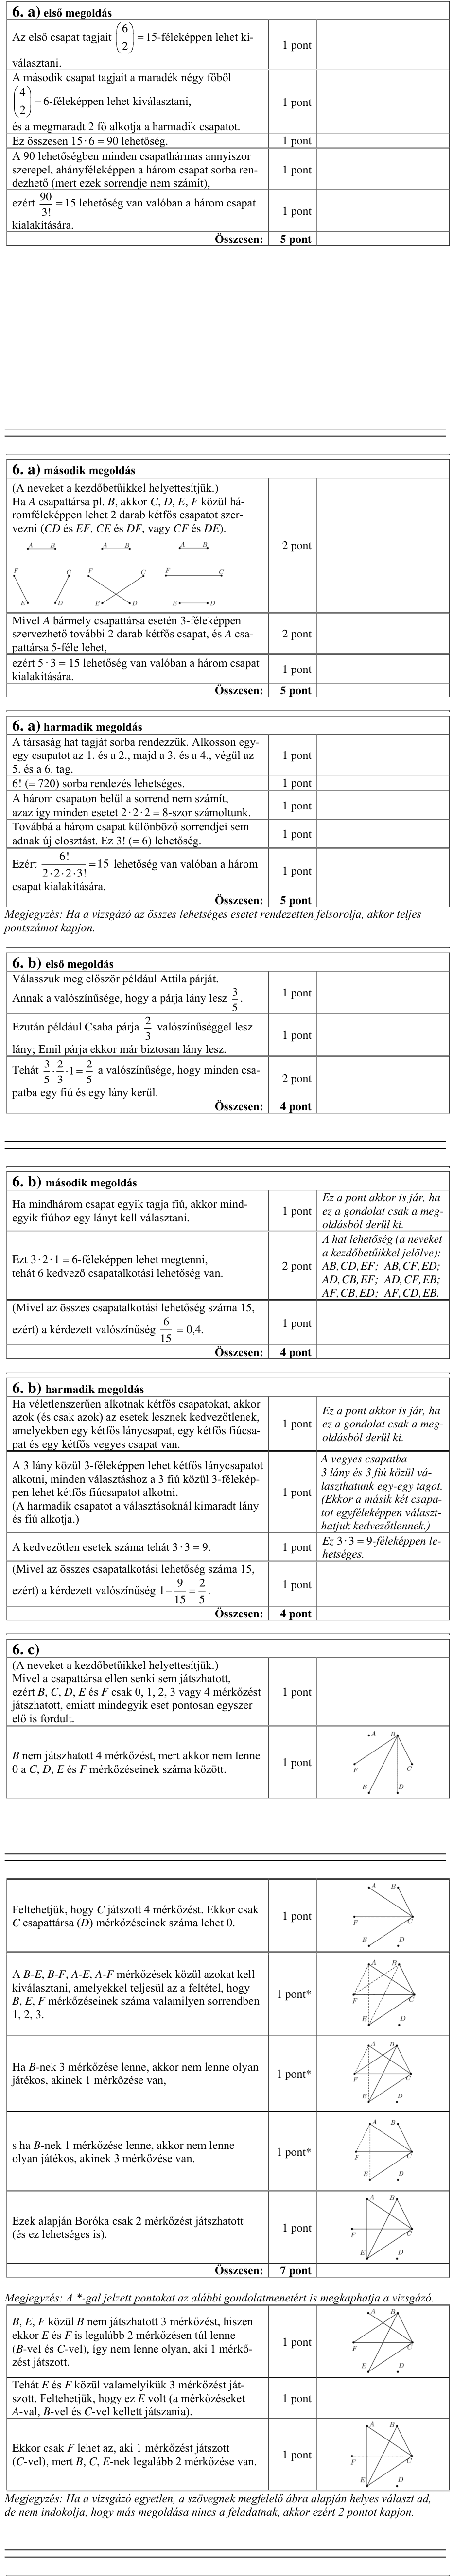 6. a) első megoldás
Az első csapat tagjait (6 2) = 15-féleképpen lehet ki-
választani.
1 pont
A második csapat tagjait a maradék négy főből
(4 2) = 6-féleképpen lehet kiválasztani,
és a megmaradt 2 fő alkotja a harmadik csapatot.
1 pont
Ez összesen 15·6 = 90 lehetőség.
1 pont
A 90 lehetőségben minden csapathármas annyiszor
szerepel, ahányféleképpen a három csapat sorba ren-
dezhető (mert ezek sorrendje nem számít),
1 pont
ezért 90/3! = 15 lehetőség van valóban a három csapat
kialakítására.
1 pont
Összesen: 5 pont
6. a) második megoldás
(A neveket a kezdőbetűikkel helyettesítjük.)
Ha A csapattársa pl. B, akkor C, D, E, F közül há-
romféleképpen lehet 2 darab kétfős csapatot szer-
vezni (CD és EF, CE és DF, vagy CF és DE).
A B A B A B
F C F C F C
E D E D E D
2 pont
Mivel A bármely csapattársa esetén 3-féleképpen
szervezhető további 2 darab kétfős csapat, és A csa-
pattársa 5-féle lehet,
2 pont
ezért 5·3 = 15 lehetőség van valóban a három csapat
kialakítására.
1 pont
Összesen: 5 pont
6. a) harmadik megoldás
A társaság hat tagját sorba rendezzük. Alkosson egy-
egy csapatot az 1. és a 2., majd a 3. és a 4., végül az
5. és a 6. tag.
1 pont
6! (= 720) sorba rendezés lehetséges.
1 pont
A három csapaton belül a sorrend nem számít,
azaz így minden esetet 2·2·2 = 8-szor számoltunk.
1 pont
Továbbá a három csapat különböző sorrendjei sem
adnak új elosztást. Ez 3! (= 6) lehetőség.
1 pont
Ezért 6!/(2·2·2·3!) = 15 lehetőség van valóban a három
csapat kialakítására.
1 pont
Összesen: 5 pont
Megjegyzés: Ha a vizsgázó az összes lehetséges esetet rendezetten felsorolja, akkor teljes
pontszámot kapjon.
6. b) első megoldás
Válasszuk meg először például Attila párját.
Annak a valószínűsége, hogy a párja lány lesz 3/5.
1 pont
Ezután például Csaba párja 2/3 valószínűséggel lesz
lány; Emil párja ekkor már biztosan lány lesz.
1 pont
Tehát 3/5·2/3·1 = 2/5 a valószínűsége, hogy minden csa-
patba egy fiú és egy lány kerül.
2 pont
Összesen: 4 pont
6. b) második megoldás
Ha mindhárom csapat egyik tagja fiú, akkor mind-
egyik fiúhoz egy lányt kell választani.
1 pont
Ez a pont akkor is jár, ha
ez a gondolat csak a meg-
oldásból derül ki.
Ezt 3·2·1 = 6-féleképpen lehet megtenni,
tehát 6 kedvező csapatalkotási lehetőség van.
2 pont
A hat lehetőség (a neveket
a kezdőbetűikkel jelölve):
AB, CD, EF; AB, CF, ED;
AD, CB, EF; AD, CF, EB;
AF, CB, ED; AF, CD, EB.
(Mivel az összes csapatalkotási lehetőség száma 15,
ezért) a kérdezett valószínűség 6/15 = 0,4.
1 pont
Összesen: 4 pont
6. b) harmadik megoldás
Ha véletlenszerűen alkotnak kétfős csapatokat, akkor
azok (és csak azok) az esetek lesznek kedvezőtlenek,
amelyekben egy kétfős lánycsapat, egy kétfős fiúcsa-
pat és egy kétfős vegyes csapat van.
1 pont
Ez a pont akkor is jár, ha
ez a gondolat csak a meg-
oldásból derül ki.
A 3 lány közül 3-féleképpen lehet kétfős lánycsapatot
alkotni, minden választáshoz a 3 fiú közül 3-felekép-
pen lehet kétfős fiúcsapatot alkotni.
(A harmadik csapatot a választásoknál kimaradt lány
és fiú alkotja.)
1 pont
A vegyes csapatba
3 lány és 3 fiú közül vá-
laszthatunk egy-egy tagot.
(Ekkor a másik két csapa-
tot egyféleképpen választ-
hatjuk kedvezőtlennek.)
A kedvezőtlen esetek száma tehát 3·3 = 9.
1 pont
Ez 3·3 = 9-féleképpen le-
hetséges.
(Mivel az összes csapatalkotási lehetőség száma 15,
ezért) a kérdezett valószínűség 1−9/15 = 2/5.
1 pont
Összesen: 4 pont
6. c)
(A neveket a kezdőbetűikkel helyettesítjük.)
Mivel a csapattársa ellen senki sem játszhatott,
ezért B, C, D, E és F csak 0, 1, 2, 3 vagy 4 mérkőzést
játszhatott, emiatt mindegyik eset pontosan egyszer
elő is fordult.
1 pont
B nem játszhatott 4 mérkőzést, mert akkor nem lenne
0 a C, D, E és F mérkőzéseinek száma között.
1 pont
A B
F C
E D
Feltehetjük, hogy C játszott 4 mérkőzést. Ekkor csak
C csapattársa (D) mérkőzéseinek száma lehet 0.
1 pont
A B
F C
E D
A B-E, B-F, A-E, A-F mérkőzések közül azokat kell
kiválasztani, amelyekkel teljesül az a feltétel, hogy
B, E, F mérkőzéseinek száma valamilyen sorrendben
1, 2, 3.
1 pont*
A B
F C
E D
Ha B-nek 3 mérkőzése lenne, akkor nem lenne olyan
játékos, akinek 1 mérkőzése van,
1 pont*
A B
F C
E D
s ha B-nek 1 mérkőzése lenne, akkor nem lenne
olyan játékos, akinek 3 mérkőzése van.
1 pont*
A B
F C
E D
Ezek alapján Boróka csak 2 mérkőzést játszhatott
(és ez lehetséges is).
1 pont
A B
F C
E D
Összesen: 7 pont
Megjegyzés: A *-gal jelzett pontokat az alábbi gondolatmenetért is megkaphatja a vizsgázó.
B, E, F közül B nem játszhatott 3 mérkőzést, hiszen
ekkor E és F is legalább 2 mérkőzésen túl lenne
(B-vel és C-vel), így nem lenne olyan, aki 1 mérkő-
zést játszott.
1 pont
A B
F C
E D
Tehát E és F közül valamelyikük 3 mérkőzést ját-
szott. Feltehetjük, hogy ez E volt (a mérkőzéseket
A-val, B-vel és C-vel kellett játszania).
1 pont
Ekkor csak F lehet az, aki 1 mérkőzést játszott
(C-vel), mert B, C, E-nek legalább 2 mérkőzése van.
1 pont
A B
F C
E D
Megjegyzés: Ha a vizsgázó egyetlen, a szövegnek megfelelő ábra alapján helyes választ ad,
de nem indokolja, hogy más megoldása nincs a feladatnak, akkor ezért 2 pontot kapjon.